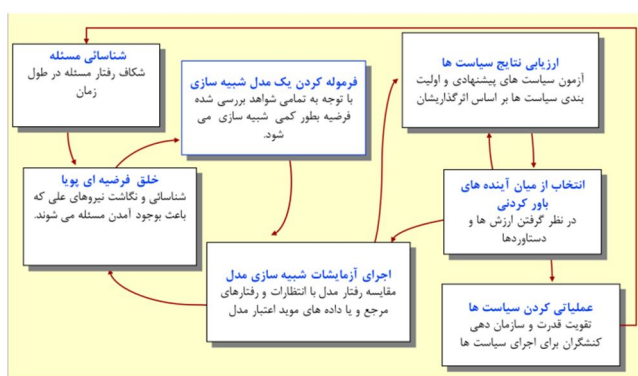 شناسائی مسئله
شکاف رفتار مسئله در طول
زمان
خلق فرضیه ای پویا
شناسائی و نگاشت نیروهای علی که
باعث بوجود آمدن مسئله می شوند.
فرموله کردن یک مدل شبیه سازی
با توجه به تمامی شواهد بررسی شده
فرضیه بطور کمی شبیه سازی می
شود.
اجرای آزمایشات شبیه سازی مدل
مقایسه رفتار مدل با انتظارات و رفتارهای
مرجع و یا داده های موید اعتبار مدل
ارزیابی نتایج سیاست ها
آزمون سیاست های پیشنهادی و اولیت
بندی سیاست ها بر اساس اثرگذاریشان
انتخاب از میان آینده های
باور کردنی
در نظر گرفتن ارزش ها و
دستاوردها
عملیاتی کردن سیاست ها
تقویت قدرت و سازمان دهی
کنشگران برای اجرای سیاست ها